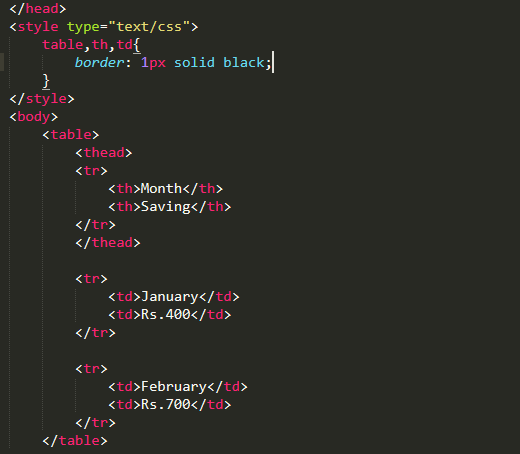 </head>
<style type="text/css">
    table,th,td{
        border: 1px solid black;
    }
</style>
<body>
    <table>
        <thead>
        <tr>
            <th>Month</th>
            <th>Saving</th>
        </tr>
        </thead>

        <tr>
            <td>January</td>
            <td>Rs.400</td>
        </tr>

        <tr>
            <td>February</td>
            <td>Rs.700</td>
        </tr>
    </table>